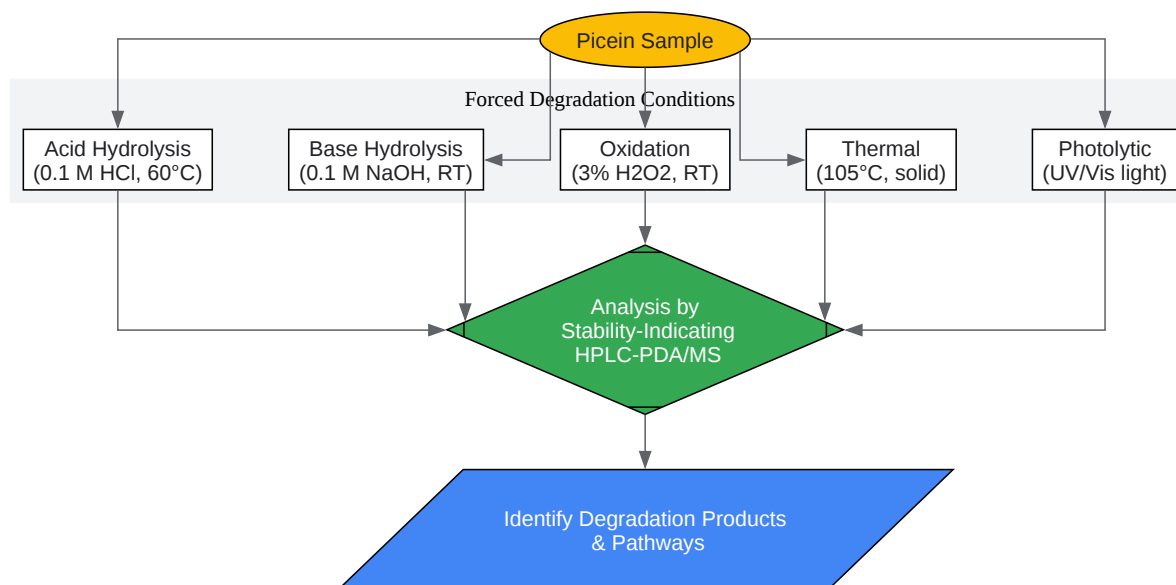 Picein Sample
Forced Degradation Conditions
Acid Hydrolysis
(0.1 M HCl, 60°C)
Base Hydrolysis
(0.1 M NaOH, RT)
Oxidation
(3% H2O2, RT)
Thermal
(105°C, solid)
Photolytic
(UV/Vis light)
Analysis by
Stability-Indicating
HPLC-PDA/MS
Identify Degradation Products
& Pathways